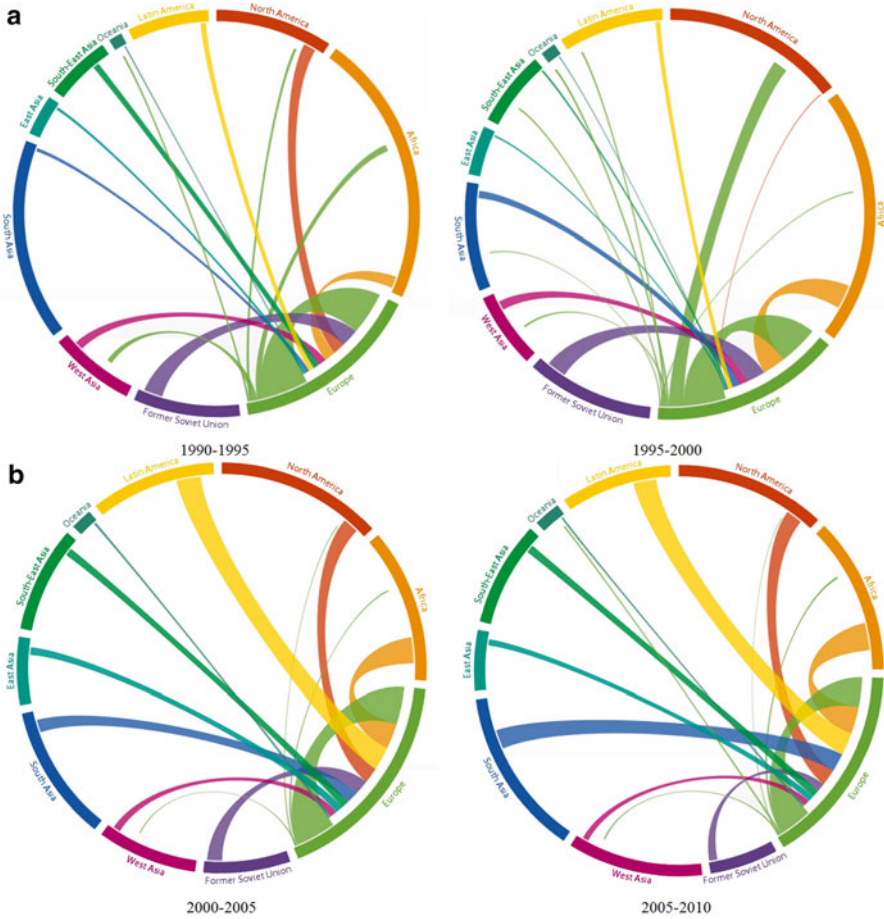 a
Latin America
North America
Oceania
South-East Asia
East Asia
Africa
South Asia
West Asia
Former Soviet Union
Europe
1990-1995
Latin America
North America
Oceania
South-East Asia
East Asia
South Asia
Africa
West Asia
Former Soviet Union
Europe
1995-2000
b
Latin America
North America
Oceania
South-East Asia
Africa
East Asia
South Asia
Europe
West Asia
Former Soviet Union
2000-2005
Latin America
North America
Oceania
South-East Asia
Africa
East Asia
South Asia
Europe
West Asia
Former Soviet Union
2005-2010